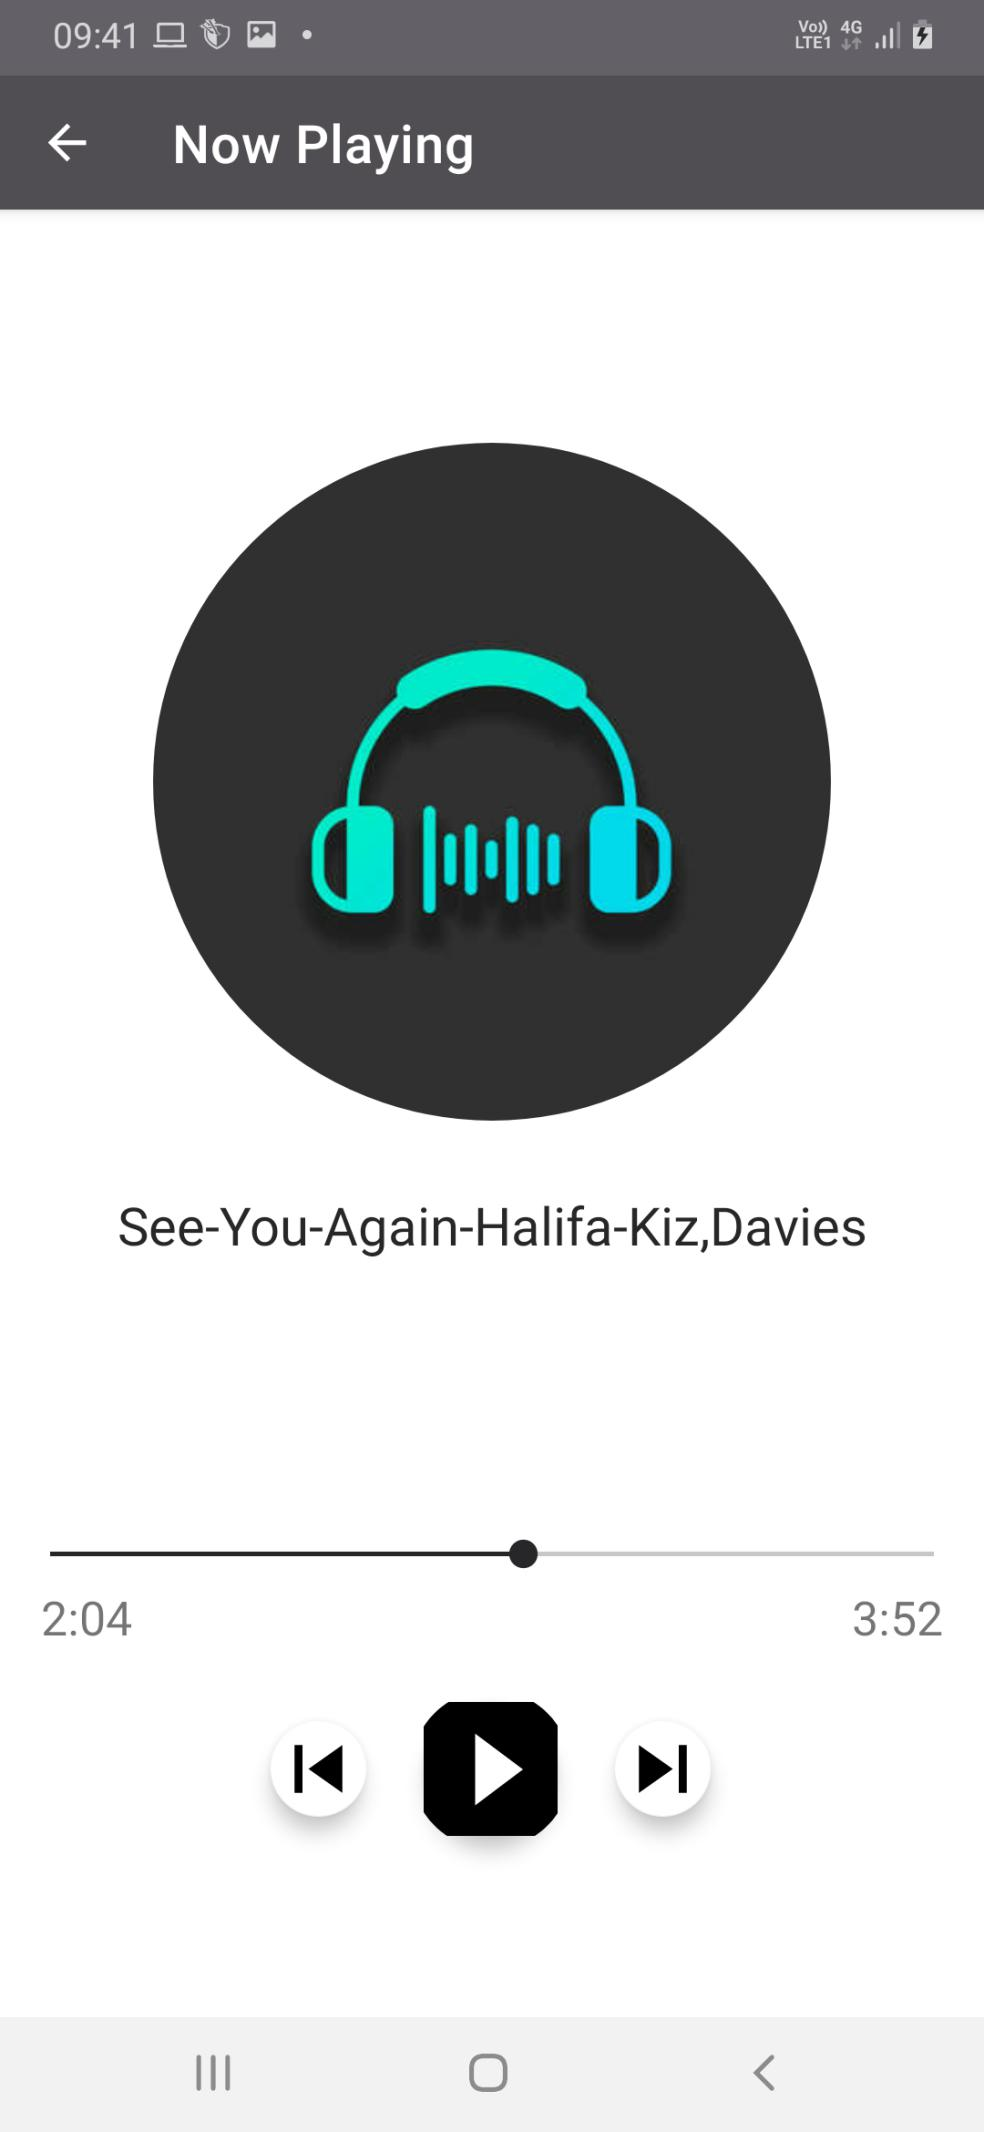 09:41
Vo)) 4G
LTE1
Now Playing
See-You-Again-Halifa-Kiz,Davies
2:04
3:52